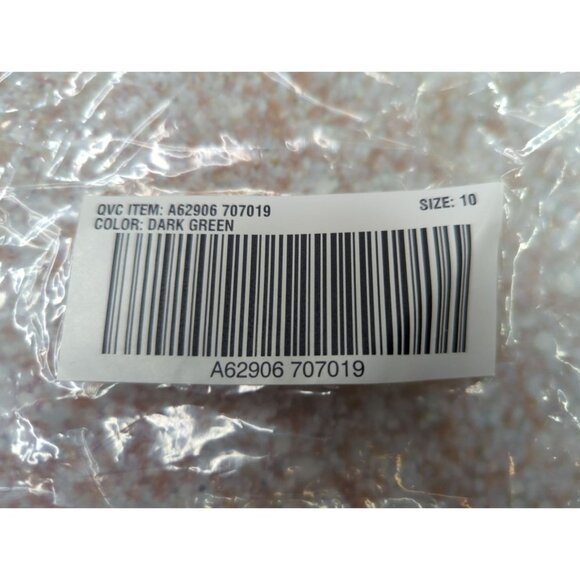 QVC ITEM: A62906 707019 SIZE: 10
COLOR: DARK GREEN
A62906 707019